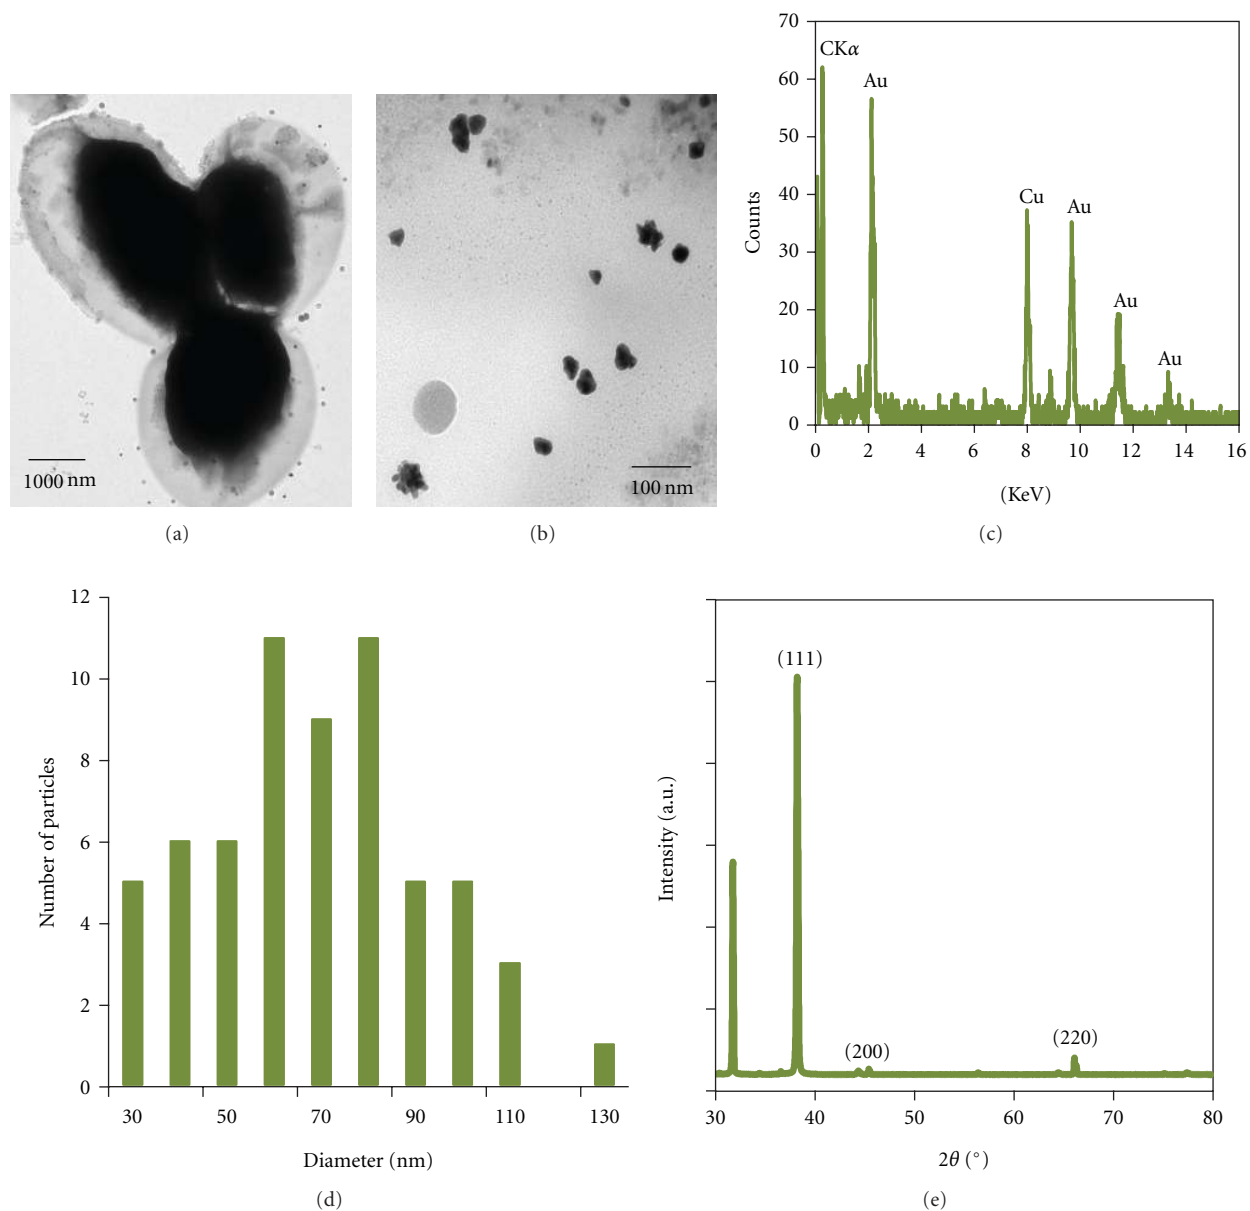 1000 nm
(a)
100 nm
(b)
70
60
50
40
30
20
10
0
Counts
CKα
Au
Cu
Au
Au
Au
0 2 4 6 8 10 12 14 16
(KeV)
(c)
12
10
8
6
4
2
0
Number of particles
30 50 70 90 110 130
Diameter (nm)
(d)
Intensity (a.u.)
(111)
(200)
(220)
30 40 50 60 70 80
2θ (°)
(e)